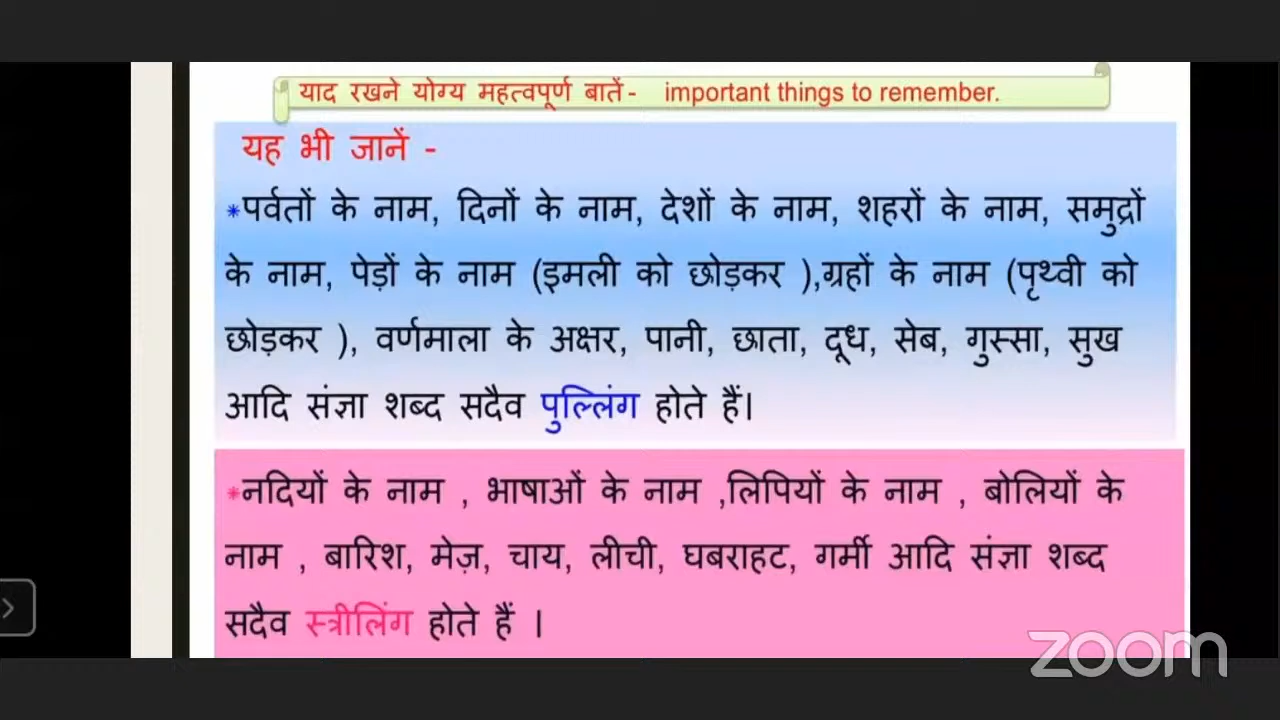 याद रखने योग्य महत्वपूर्ण बातें - important things to remember.
यह भी जानें -
*पर्वतों के नाम, दिनों के नाम, देशों के नाम, शहरों के नाम, समुद्रों
के नाम, पेड़ों के नाम (इमली को छोड़कर ),ग्रहों के नाम (पृथ्वी को
छोड़कर ), वर्णमाला के अक्षर, पानी, छाता, दूध, सेब, गुस्सा, सुख
आदि संज्ञा शब्द सदैव पुल्लिंग होते हैं।
*नदियों के नाम , भाषाओं के नाम ,लिपियों के नाम , बोलियों के
नाम , बारिश, मेज़, चाय, लीची, घबराहट, गर्मी आदि संज्ञा शब्द
सदैव स्त्रीलिंग होते हैं ।
zoom